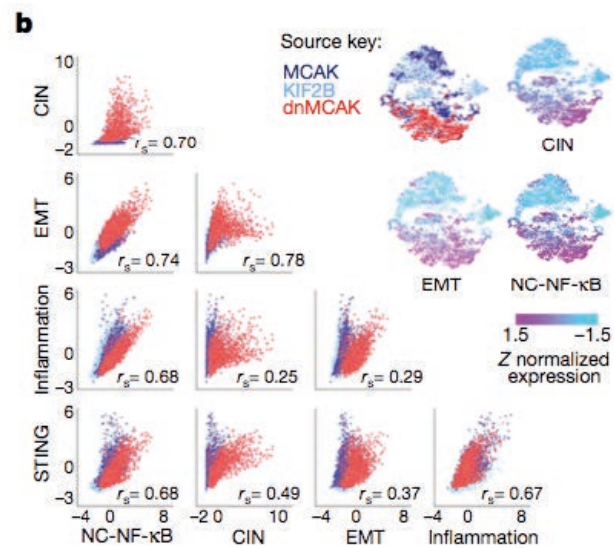 b
Source key:
MCAK
KIF2B
dnMCAK
CIN
EMT
NC-NF-κB
1.5 -1.5
Z normalized
expression
CIN
10
0
-2
rs = 0.70
EMT
6
0
-3
rs = 0.74
rs = 0.78
Inflammation
6
0
-3
rs = 0.68
rs = 0.25
rs = 0.29
STING
6
0
-3
rs = 0.68
rs = 0.49
rs = 0.37
rs = 0.67
-4 0 8
-2 0 10
-4 0 8
-4 0 8
NC-NF-κB
CIN
EMT
Inflammation